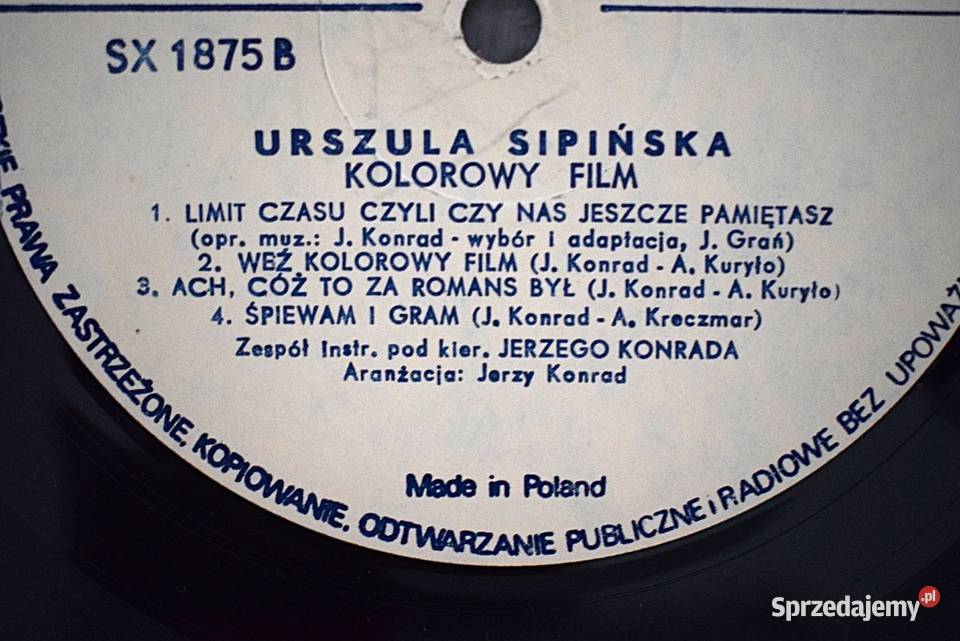 SX 1875 B
URSZULA SIPIŃSKA
KOLOROWY FILM
1. LIMIT CZASU CZYLI CZY NAS JESZCZE PAMIĘTASZ
(opr. muz.: J. Konrad - wybór i adaptacja, J. Grań)
2. WEŹ KOLOROWY FILM (J. Konrad - A. Kuryło)
3. ACH, CÓŻ TO ZA ROMANS BYŁ (J. Konrad - A. Kuryło)
4. ŚPIEWAM I GRAM (J. Konrad - A. Kreczmar)
Zespół Instr. pod kier. JERZEGO KONRADA
Aranżacja: Jerzy Konrad
Made in Poland
PRAWA ZASTRZEŻONE, KOPIOWANIE, ODTWARZANIE PUBLICZNE i RADIOWE BEZ
Sprzedajemy.pl